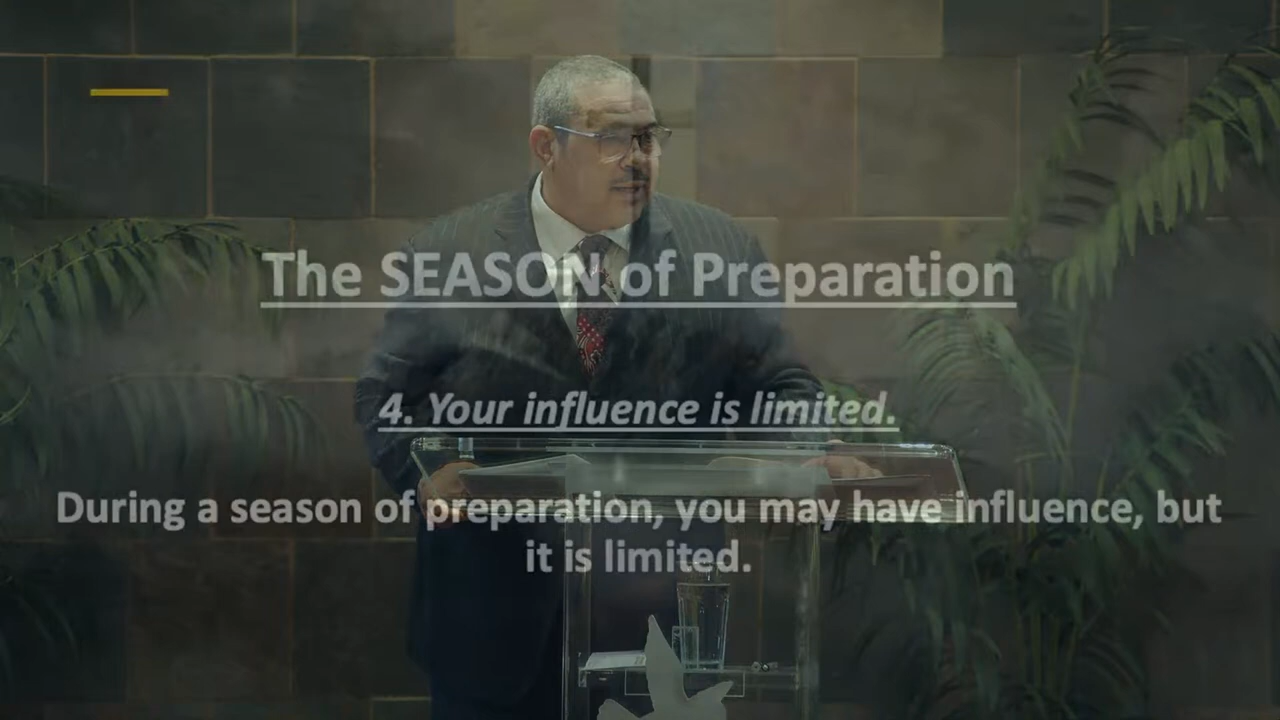 The SEASON of Preparation
4. Your influence is limited.
During a season of preparation, you may have influence, but
it is limited.